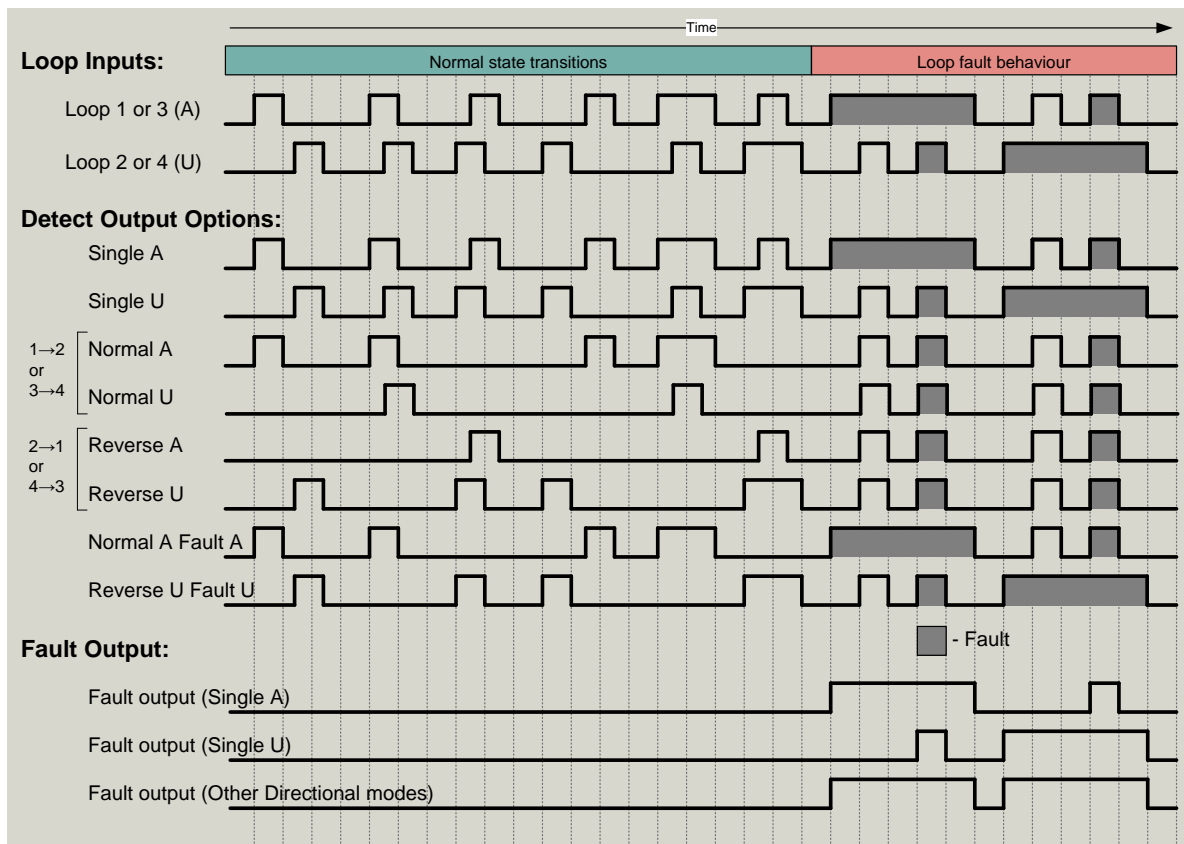 Time
Loop Inputs:
Normal state transitions
Loop fault behaviour
Loop 1 or 3 (A)
Loop 2 or 4 (U)
Detect Output Options:
Single A
Single U
1→2
or
3→4
Normal A
Normal U
2→1
or
4→3
Reverse A
Reverse U
Normal A Fault A
Reverse U Fault U
- Fault
Fault Output:
Fault output (Single A)
Fault output (Single U)
Fault output (Other Directional modes)